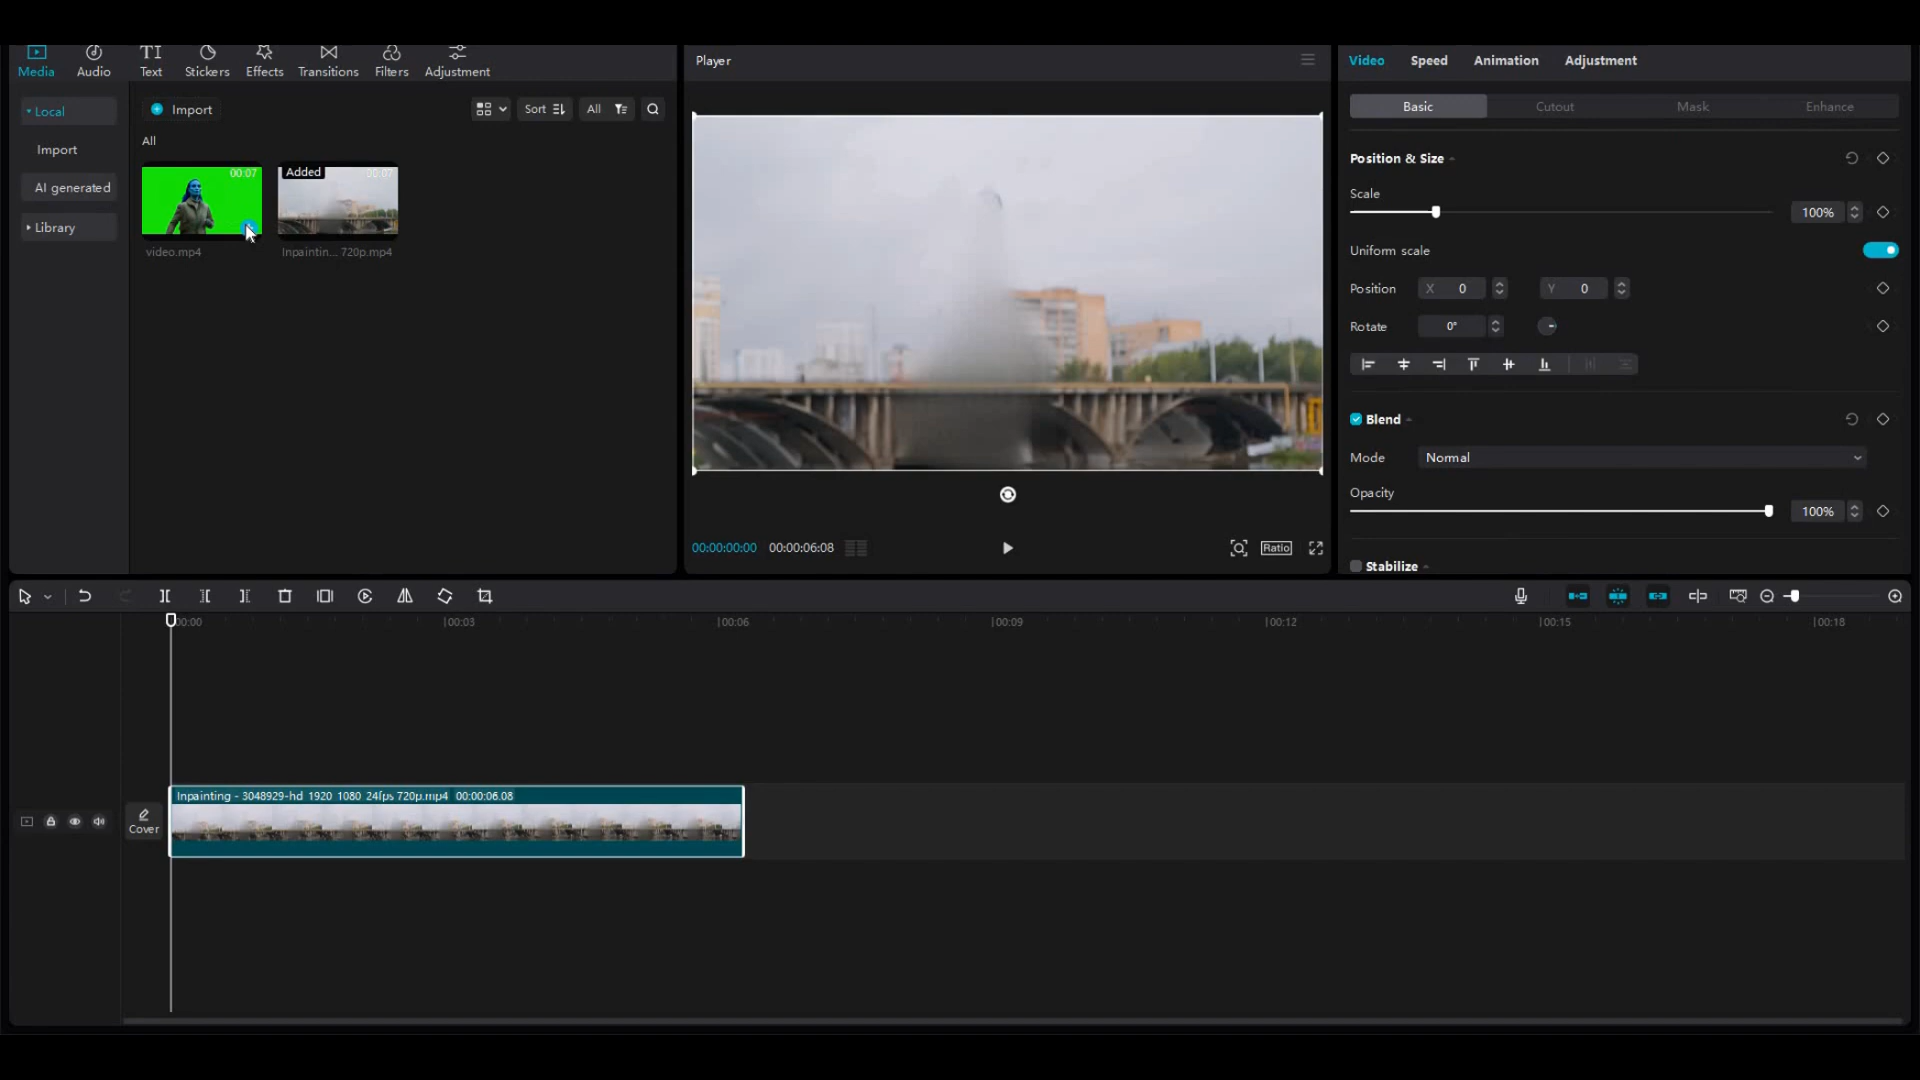 Media
Audio
Text
Stickers
Effects
Transitions
Filters
Adjustment
Local
Import
AI generated
Library
Import
Sort
All
All
00:07
video.mp4
Added
00:07
Inpaintin... 720p.mp4
Player
00:00:00:00 00:00:06:08
Ratio
Video
Speed
Animation
Adjustment
Basic
Cutout
Mask
Enhance
Position & Size
Scale
100%
Uniform scale
Position X 0 Y 0
Rotate 0°
Blend
Mode Normal
Opacity
100%
Stabilize
00:00 00:03 00:06 00:09 00:12 00:15 00:18
Cover
Inpainting - 3048929-hd_1920_1080_24fps 720p.mp4 00:00:06:08